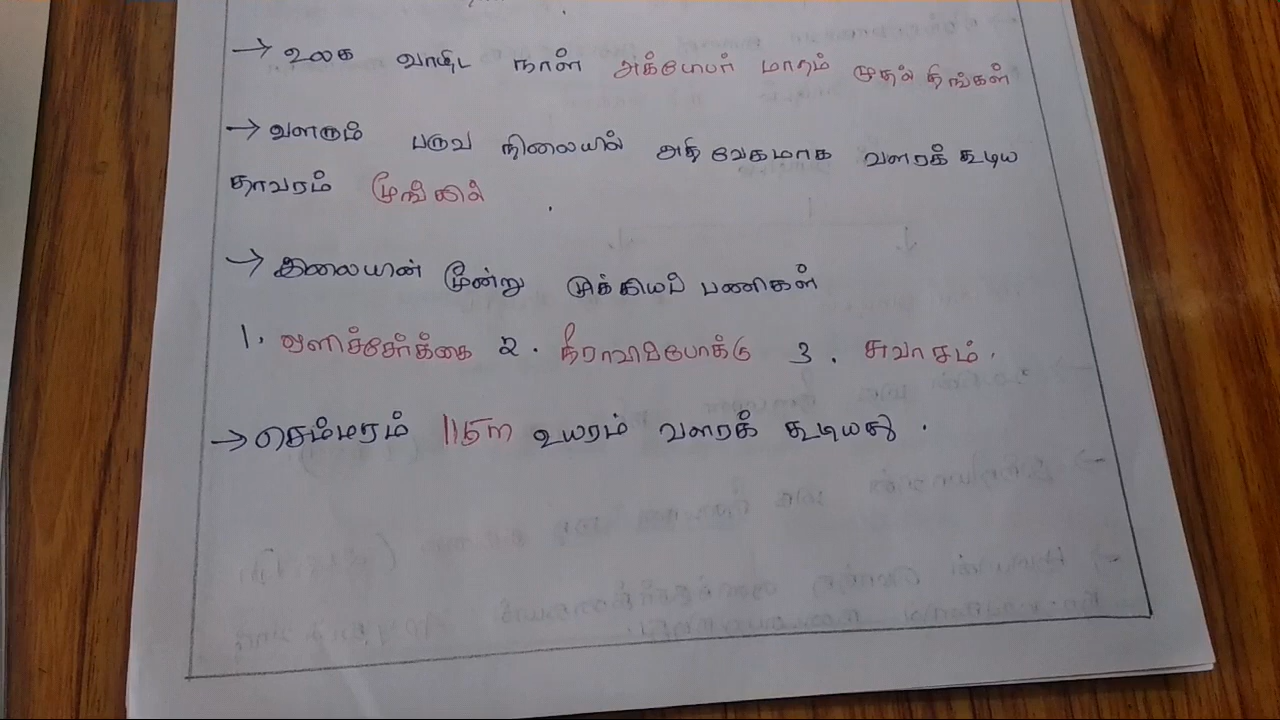 → உலக வாழிட நாள் அக்டோபர் மாதம் முதல் திங்கள்
→ வளரும் பருவ நிலையில் அதி வேகமாக வளரக் கூடிய
தாவரம் மூங்கில்
→ இலையின் மூன்று முக்கியப் பணிகள்
1. ஒளிச்சேர்க்கை 2. நீராவிப்போக்கு 3. சுவாசம்.
→ செம்மரம் 115m உயரம் வளரக் கூடியது.